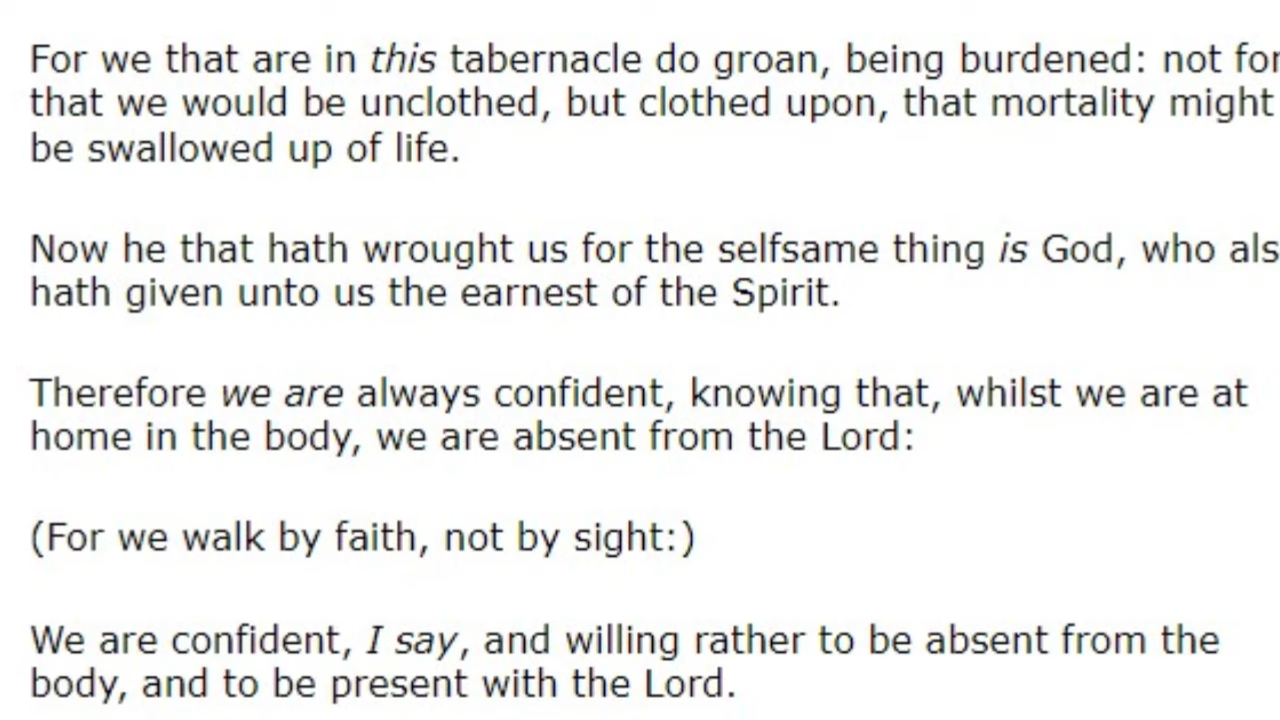 For we that are in this tabernacle do groan, being burdened: not for
that we would be unclothed, but clothed upon, that mortality might
be swallowed up of life.
Now he that hath wrought us for the selfsame thing is God, who als
hath given unto us the earnest of the Spirit.
Therefore we are always confident, knowing that, whilst we are at
home in the body, we are absent from the Lord:
(For we walk by faith, not by sight:)
We are confident, I say, and willing rather to be absent from the
body, and to be present with the Lord.